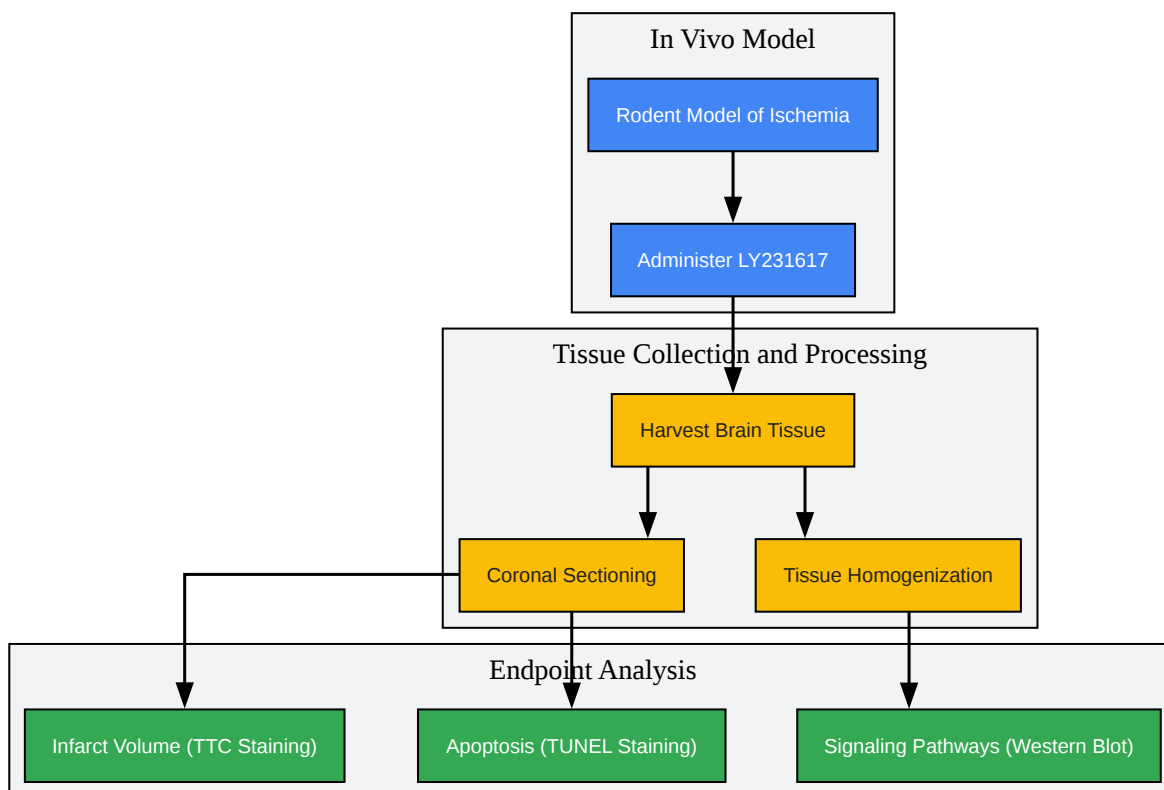 In Vivo Model
Rodent Model of Ischemia
Administer LY231617
Tissue Collection and Processing
Harvest Brain Tissue
Coronal Sectioning
Tissue Homogenization
Endpoint Analysis
Infarct Volume (TTC Staining)
Apoptosis (TUNEL Staining)
Signaling Pathways (Western Blot)